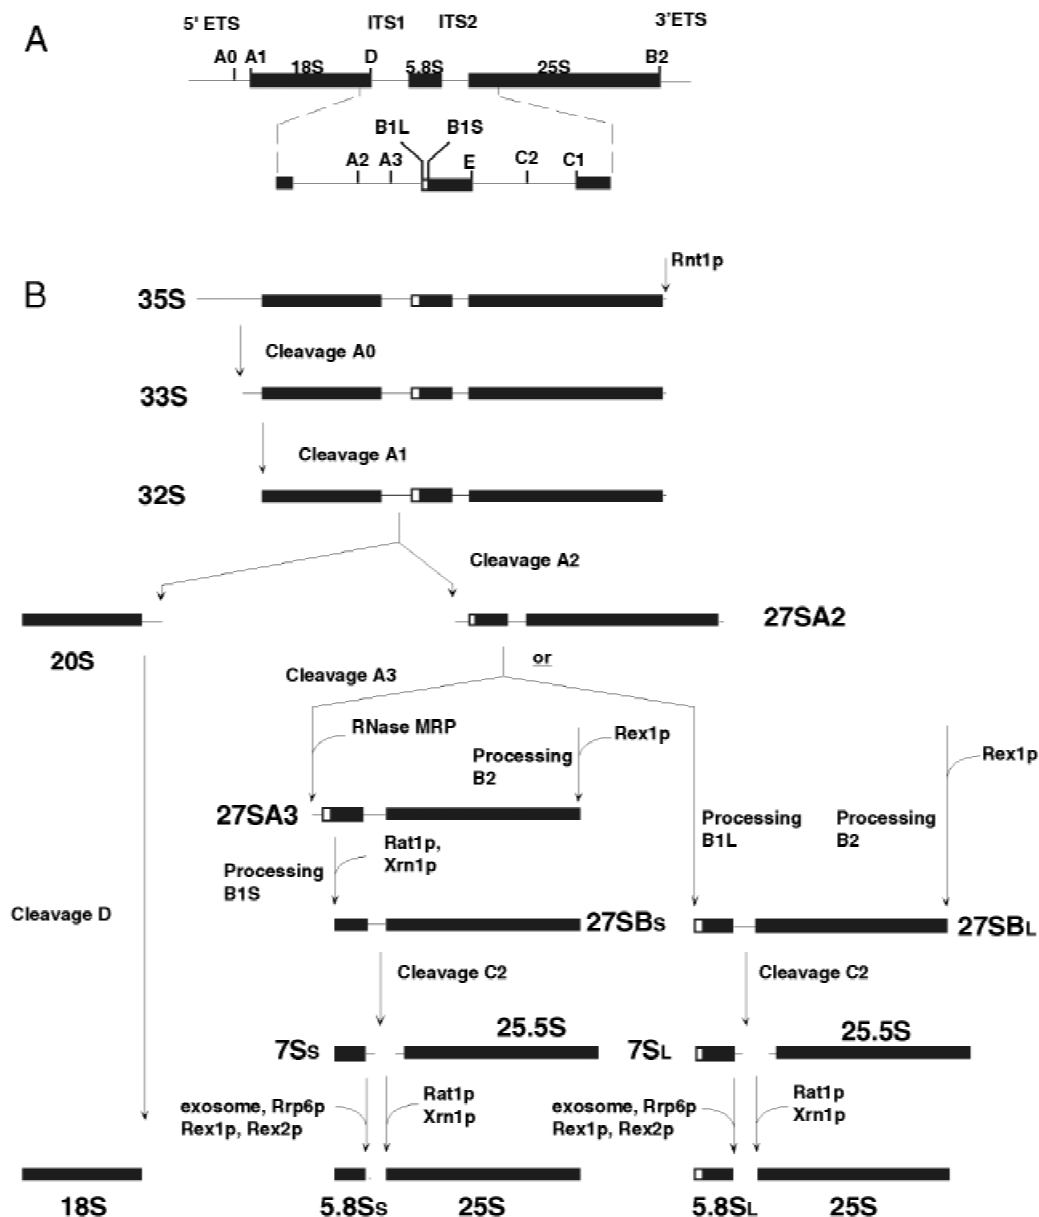 A
5' ETS ITS1 ITS2 3'ETS
A0 A1 D B2
18S 5.8S 25S
B1L B1S
A2 A3 E C2 C1
B
Rnt1p
35S
Cleavage A0
33S
Cleavage A1
32S
Cleavage A2
27SA2
20S
or
Cleavage A3
RNase MRP
Rex1p
Processing
B2
Rex1p
27SA3
Processing
B1L
Processing
B2
Rat1p,
Xrn1p
Processing
B1S
Cleavage D
27SBS
27SBL
Cleavage C2
Cleavage C2
25.5S
25.5S
7SS
7SL
Rat1p
Xrn1p
Rat1p
Xrn1p
exosome, Rrp6p
Rex1p, Rex2p
exosome, Rrp6p
Rex1p, Rex2p
18S
5.8SS
25S
5.8SL
25S